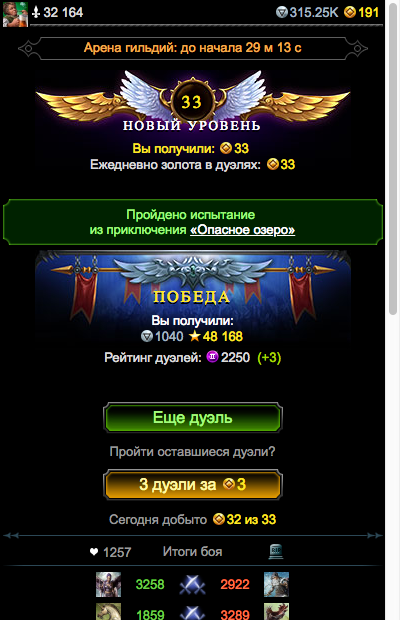 32 164 315.25K 191
Арена гильдий: до начала 29 м 13 с
33
НОВЫЙ УРОВЕНЬ
Вы получили: 33
Ежедневно золота в дуэлях: 33
Пройдено испытание
из приключения «Опасное озеро»
ПОБЕДА
Вы получили:
1040 48 168
Рейтинг дуэлей: 2250 (+3)
Еще дуэль
Пройти оставшиеся дуэли?
3 дуэли за 3
Сегодня добыто 32 из 33
1257 Итоги боя
3258 2922
1859 3289